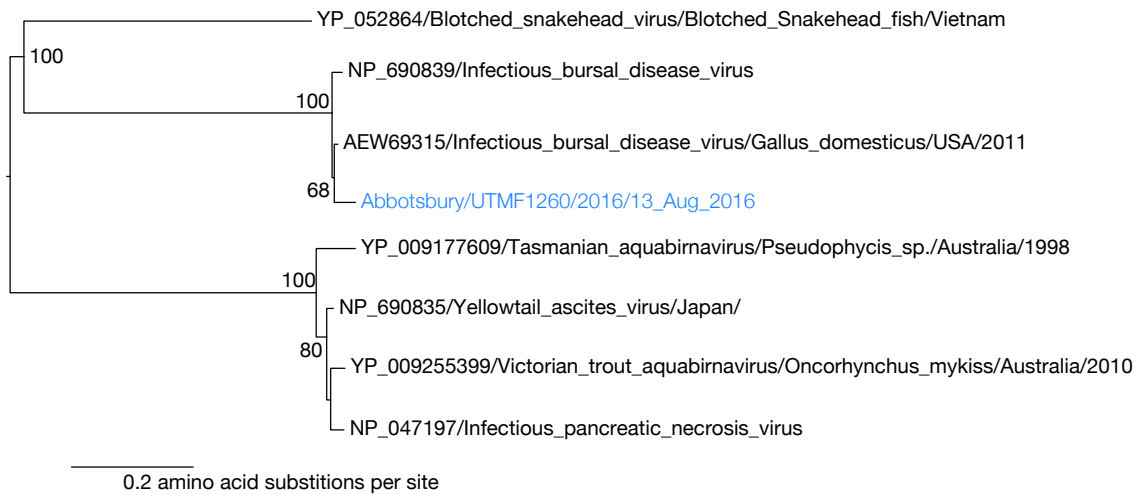 YP_052864/Blotched_snakehead_virus/Blotched_Snakehead_fish/Vietnam
100
NP_690839/Infectious_bursal_disease_virus
100
AEW69315/Infectious_bursal_disease_virus/Gallus_domesticus/USA/2011
68
Abbotsbury/UTMF1260/2016/13_Aug_2016
YP_009177609/Tasmanian_aquabirnavirus/Pseudophycis_sp./Australia/1998
100
NP_690835/Yellowtail_ascites_virus/Japan/
80
YP_009255399/Victorian_trout_aquabirnavirus/Oncorhynchus_mykiss/Australia/2010
NP_047197/Infectious_pancreatic_necrosis_virus
0.2 amino acid substitions per site